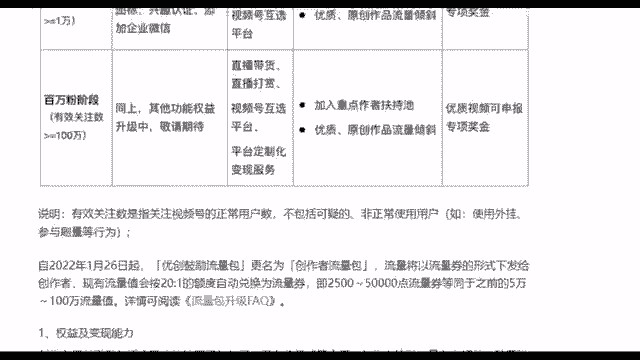 >=1万）
加企业微信
视频号互选
平台
优质、原创作品流量倾斜
专项奖金
百万粉阶段
（有效关注数
>=100万）
同上，其他功能权益
升级中，敬请期待
直播带货、
直播打赏、
视频号互选
平台、
平台定制化
变现服务
加入重点作者扶持池
优质、原创作品流量倾斜
优质视频可申报
专项奖金
说明：有效关注数是指关注视频号的正常用户数，不包括可疑的、非正常使用用户（如：使用外挂、
参与刷量等行为）；
自2022年1月26日起，「优创鼓励流量包」更名为「创作者流量包」，流量将以流量券的形式下发给
创作者，现有流量值会按20:1的额度自动兑换为流量券，即2500～50000点流量券等同于之前的5万
～100万流量值。详情可阅读《流量包升级FAQ》。
1、权益及变现能力